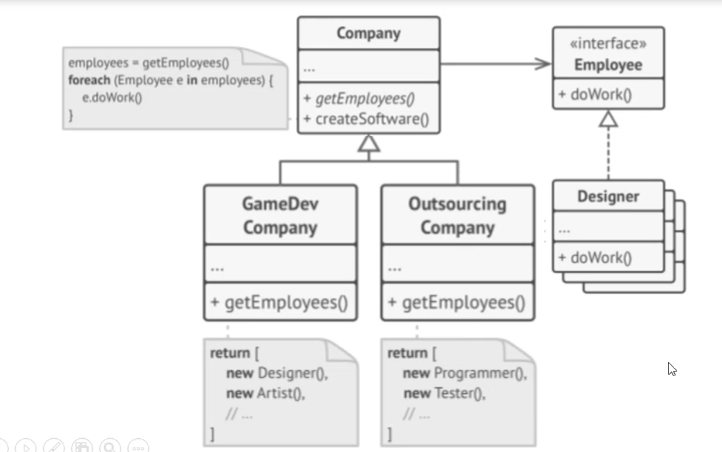 employees = getEmployees()
foreach (Employee e in employees) {
e.doWork()
}
Company
...
+ getEmployees()
+ createSoftware()
«interface»
Employee
+ doWork()
GameDev
Company
...
+ getEmployees()
Outsourcing
Company
...
+ getEmployees()
Designer
...
+ doWork()
return [
new Designer(),
new Artist(),
// ...
]
return [
new Programmer(),
new Tester(),
// ...
]